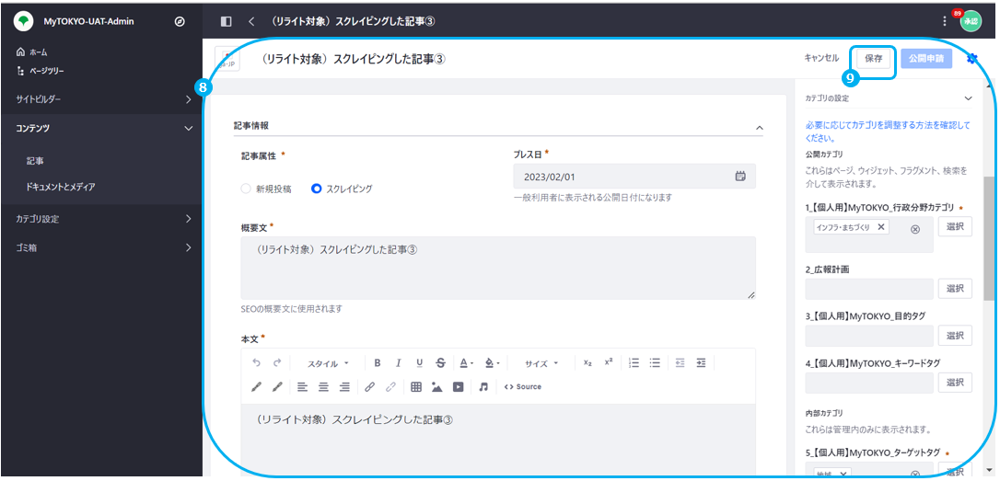 MyTOKYO-UAT-Admin
（リライト対象）スクレイピングした記事③
89
承認
ホーム
ページツリー
サイトビルダー
コンテンツ
記事
ドキュメントとメディア
カテゴリ設定
ゴミ箱
8
ja-JP
（リライト対象）スクレイピングした記事③
キャンセル
保存
公開申請
9
記事情報
記事属性 *
新規投稿
スクレイピング
プレス日 *
2023/02/01
一般利用者に表示される公開日付になります
概要文 *
（リライト対象）スクレイピングした記事③
SEOの概要文に使用されます
本文 *
スタイル
B I U S A
サイズ
x₂ x²
Source
（リライト対象）スクレイピングした記事③
カテゴリの設定
必要に応じてカテゴリを調整する方法を確認して
ください。
公開カテゴリ
これらはページ、ウィジェット、フラグメント、検索を
介して表示されます。
1_【個人用】MyTOKYO_行政分野カテゴリ *
インフラ・まちづくり
選択
2_広報計画
選択
3_【個人用】MyTOKYO_目的タグ
選択
4_【個人用】MyTOKYO_キーワードタグ
選択
内部カテゴリ
これらは管理内のみに表示されます。
5_【個人用】MyTOKYO_ターゲットタグ *
地域
選択